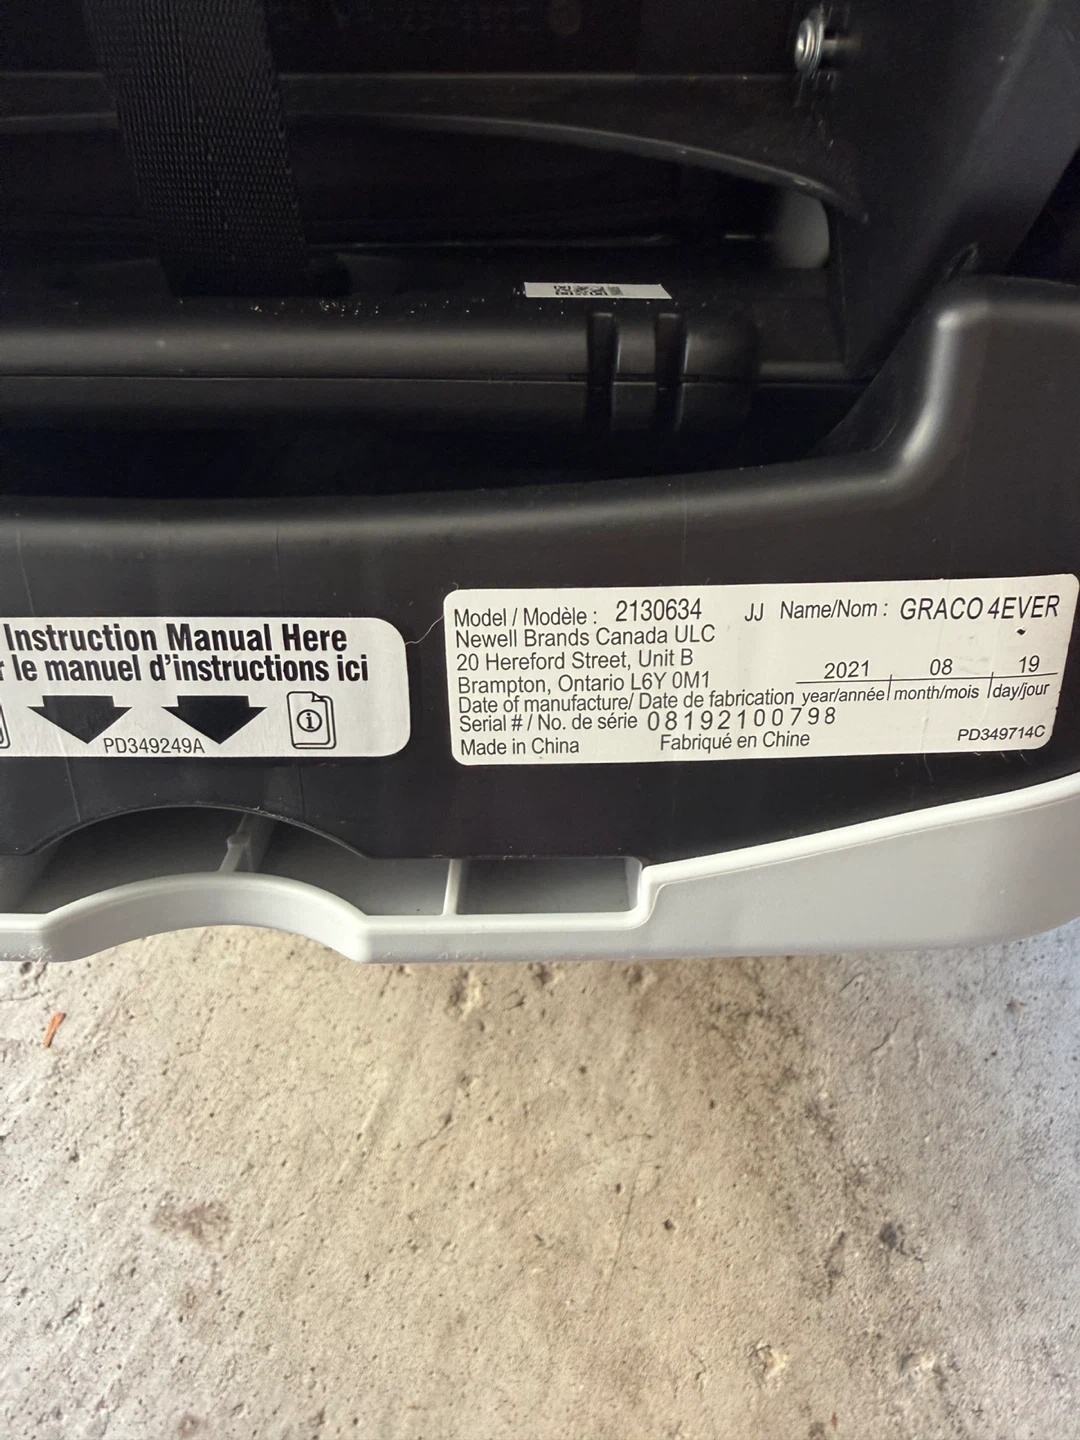 Instruction Manual Here
r le manuel d'instructions ici
PD349249A
Model / Modèle : 2130634 JJ Name/Nom : GRACO 4EVER
Newell Brands Canada ULC
20 Hereford Street, Unit B
Brampton, Ontario L6Y 0M1
2021 08 19
Date of manufacture/ Date de fabrication year/année month/mois day/jour
Serial # / No. de série 08192100798
Made in China Fabriqué en Chine PD349714C